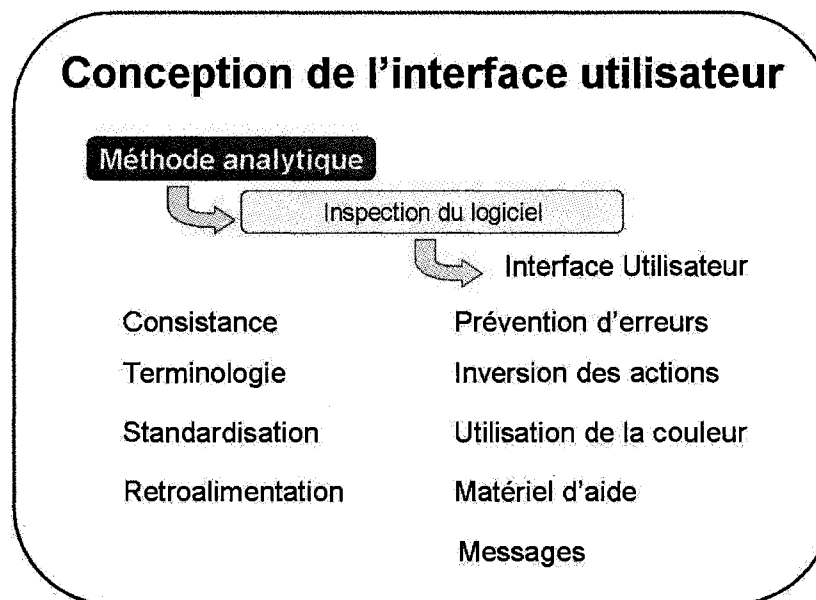 Conception de l'interface utilisateur
Méthode analytique
Inspection du logiciel
Interface Utilisateur
Consistance
Terminologie
Standardisation
Retroalimentation
Prévention d'erreurs
Inversion des actions
Utilisation de la couleur
Matériel d'aide
Messages